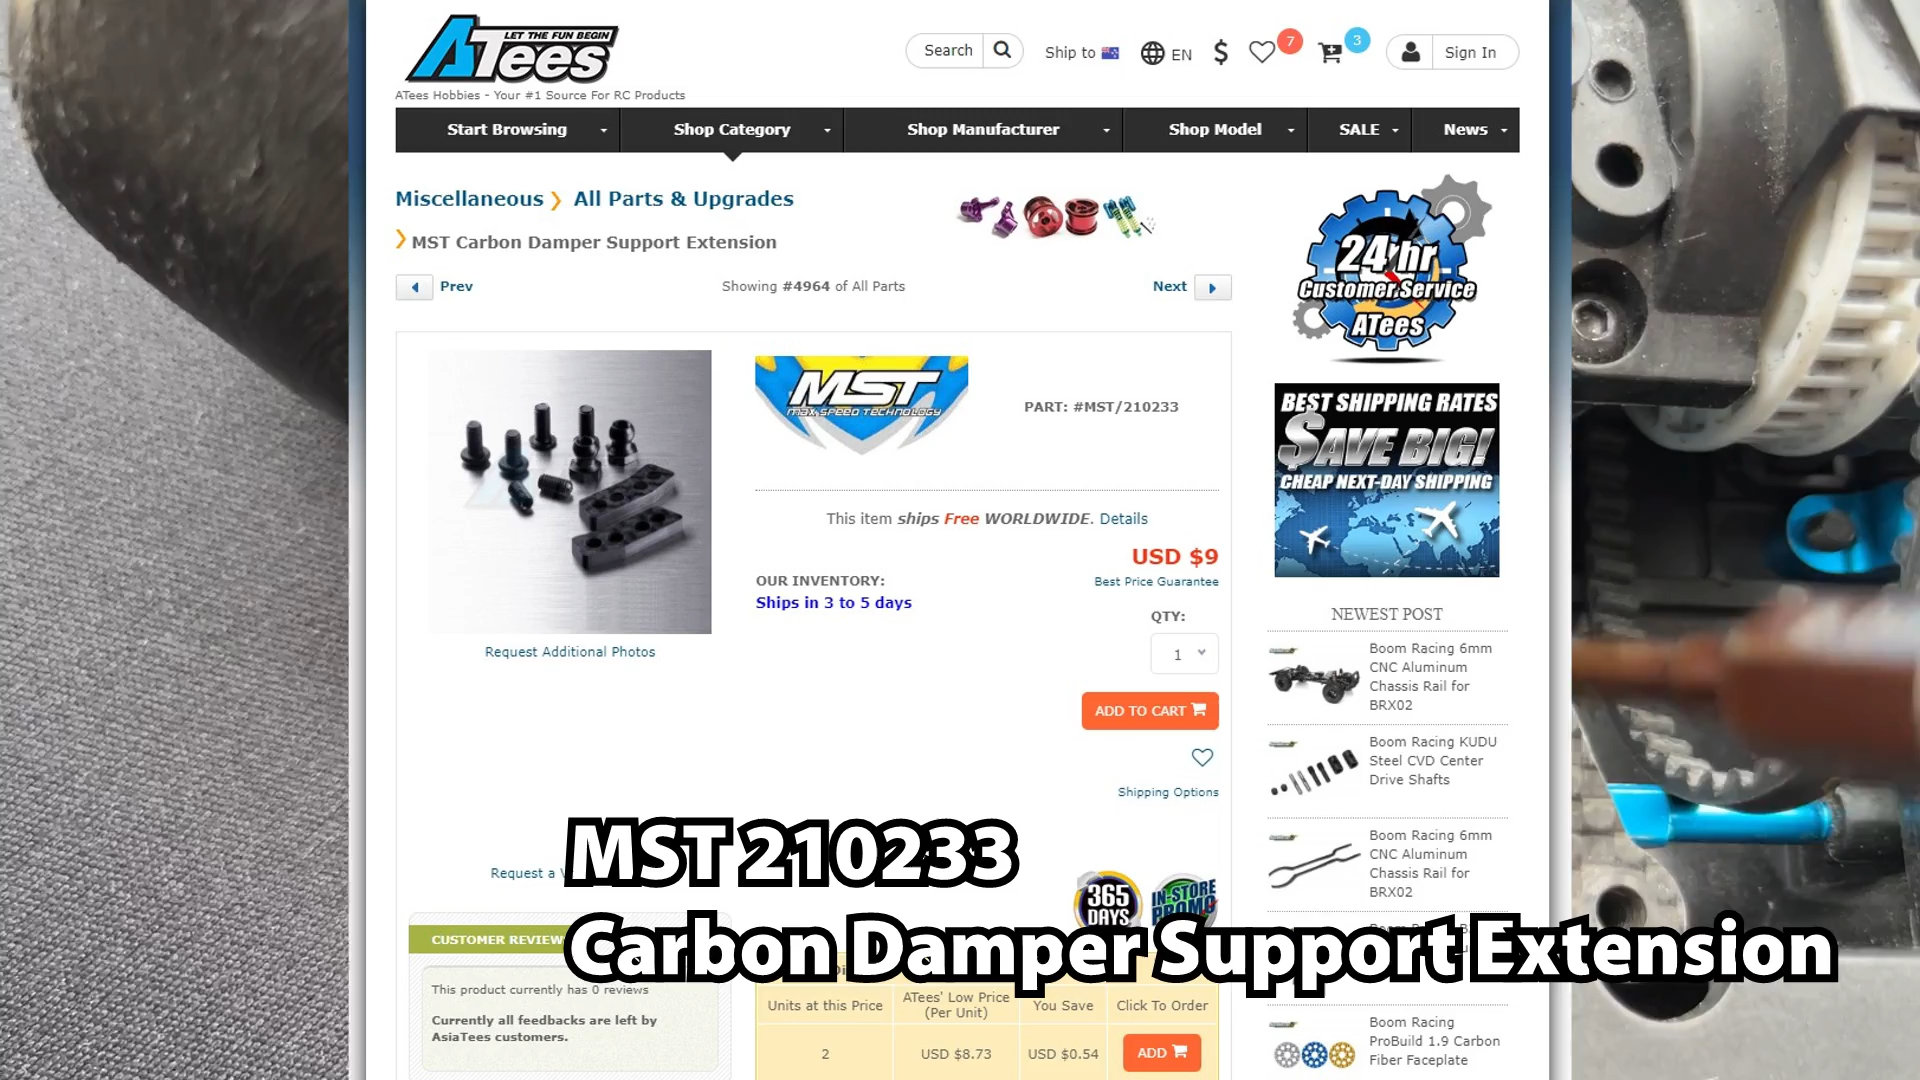 LET THE FUN BEGIN
ATees
ATees Hobbies - Your #1 Source For RC Products
Search
Ship to
EN
7
3
Sign In
Start Browsing
Shop Category
Shop Manufacturer
Shop Model
SALE
News
Miscellaneous
All Parts & Upgrades
MST Carbon Damper Support Extension
Prev
Showing #4964 of All Parts
Next
MST
MAX SPEED TECHNOLOGY
PART: #MST/210233
This item ships Free WORLDWIDE. Details
USD $9
Best Price Guarantee
OUR INVENTORY:
Ships in 3 to 5 days
QTY:
1
ADD TO CART
Request Additional Photos
Shipping Options
Request a
365
DAYS
IN-STORE
PROMO
24 hr
Customer Service
ATees
BEST SHIPPING RATES
$AVE BIG!
CHEAP NEXT-DAY SHIPPING
NEWEST POST
Boom Racing 6mm
CNC Aluminum
Chassis Rail for
BRX02
Boom Racing KUDU
Steel CVD Center
Drive Shafts
Boom Racing 6mm
CNC Aluminum
Chassis Rail for
BRX02
Boom Racing
ProBuild 1.9 Carbon
Fiber Faceplate
MST 210233
Carbon Damper Support Extension
CUSTOMER REVIEW
This product currently has 0 reviews
Currently all feedbacks are left by
AsiaTees customers.
Units at this Price
ATees' Low Price
(Per Unit)
You Save
Click To Order
2
USD $8.73
USD $0.54
ADD